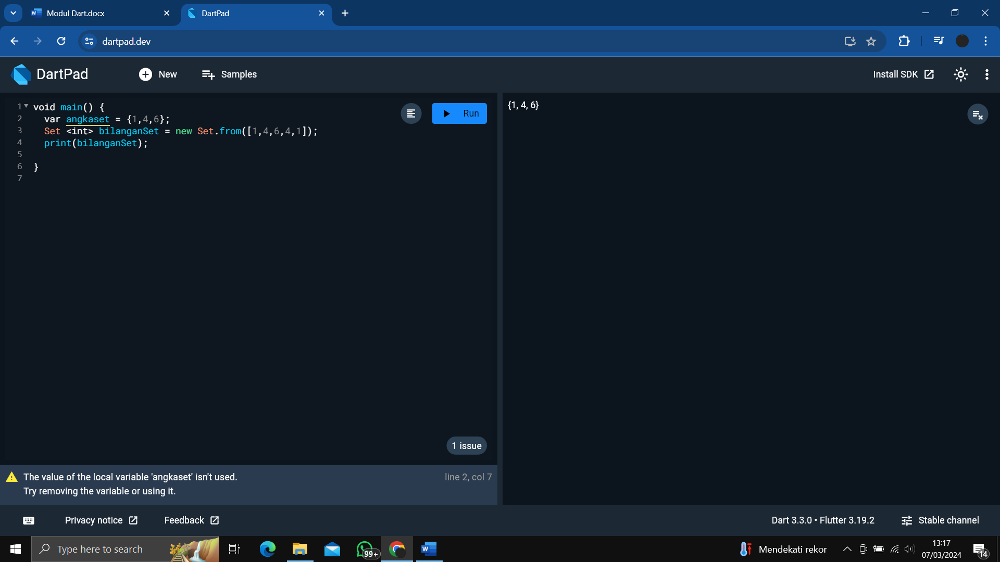 Modul Dart.docx
DartPad
dartpad.dev
DartPad
New
Samples
Install SDK
1 void main() {
2 var angkaset = {1,4,6};
3 Set <int> bilanganSet = new Set.from([1,4,6,4,1]);
4 print(bilanganSet);
5
6 }
7
Run
{1, 4, 6}
1 issue
The value of the local variable 'angkaset' isn't used.
line 2, col 7
Try removing the variable or using it.
Privacy notice
Feedback
Dart 3.3.0 • Flutter 3.19.2
Stable channel
Type here to search
99+
Mendekati rekor
13:17
07/03/2024
14